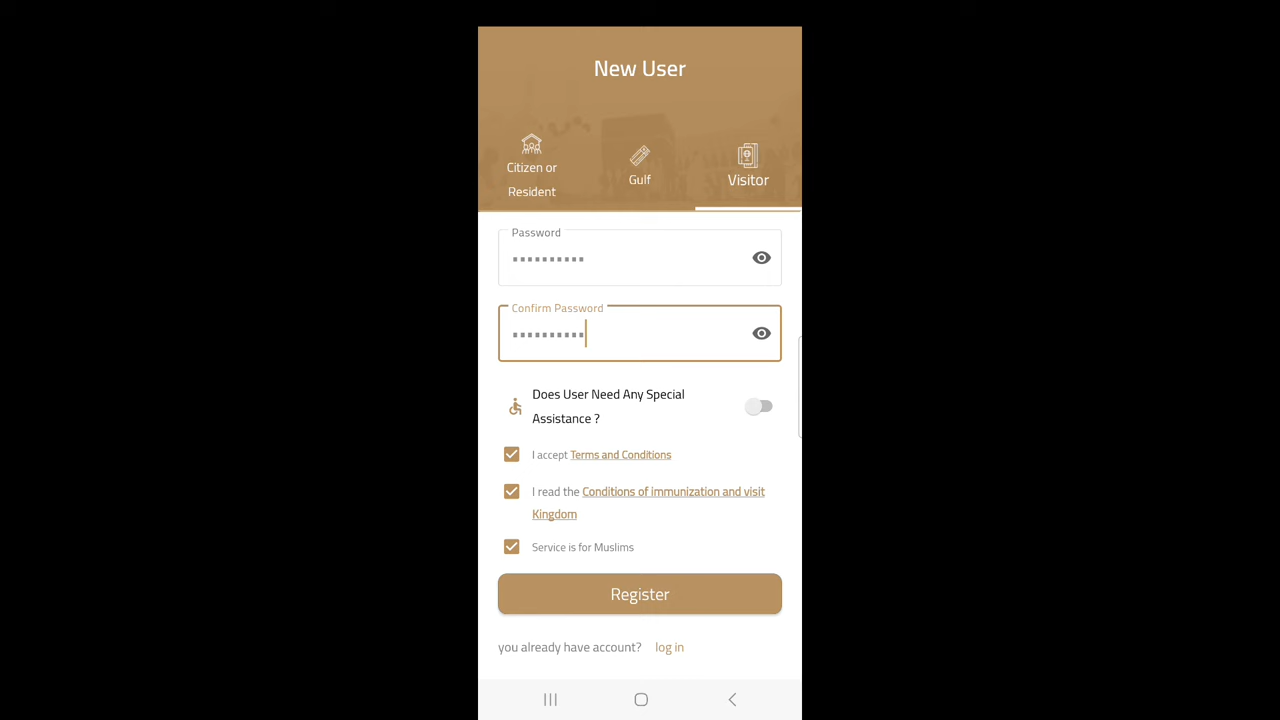 New User
Citizen or
Resident
Gulf
Visitor
Password
Confirm Password
Does User Need Any Special
Assistance ?
I accept Terms and Conditions
I read the Conditions of immunization and visit
Kingdom
Service is for Muslims
Register
you already have account? log in